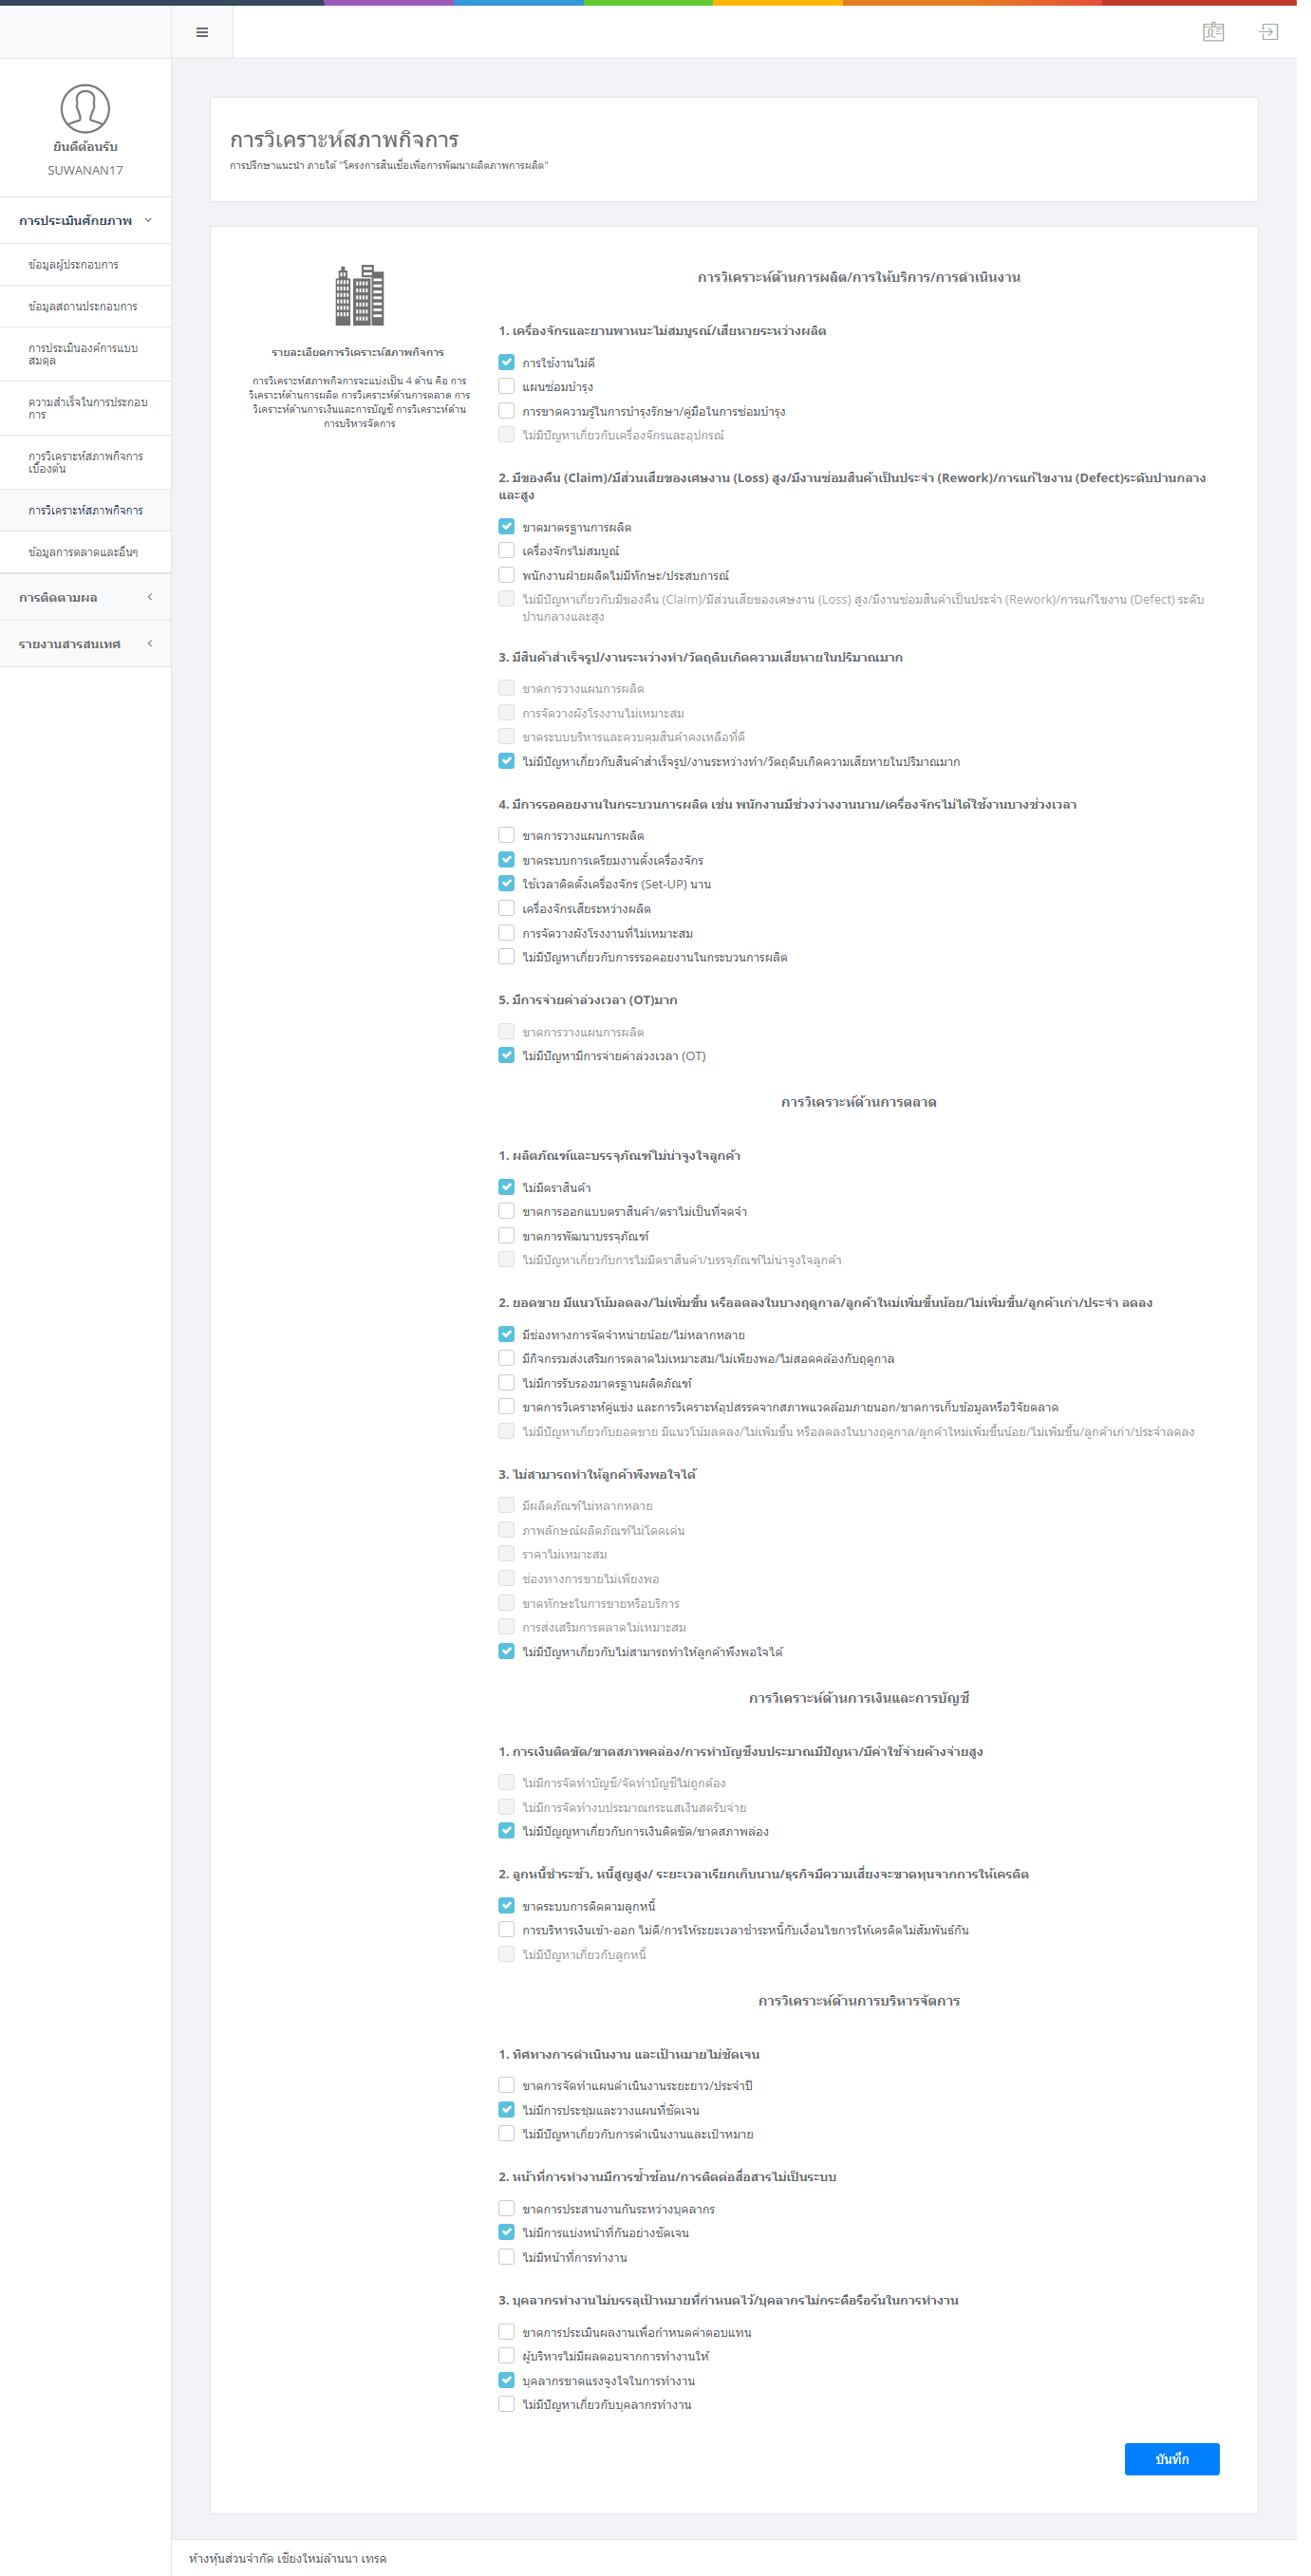 ยินดีต้อนรับ
SUWANAN17
การประเมินศักยภาพ
ข้อมูลผู้ประกอบการ
ข้อมูลสถานประกอบการ
การประเมินองค์การแบบ
สมดุล
ความสำเร็จในการประกอบ
การ
การวิเคราะห์สภาพกิจการ
เบื้องต้น
การวิเคราะห์สภาพกิจการ
ข้อมูลการตลาดและอื่นๆ
การติดตามผล
รายงานสารสนเทศ
การวิเคราะห์สภาพกิจการ
การปรึกษาแนะนำ ภายใต้ "โครงการสินเชื่อเพื่อการพัฒนาผลิตภาพการผลิต"
รายละเอียดการวิเคราะห์สภาพกิจการ
การวิเคราะห์สภาพกิจการจะแบ่งเป็น 4 ด้าน คือ การ
วิเคราะห์ด้านการผลิต การวิเคราะห์ด้านการตลาด การ
วิเคราะห์ด้านการเงินและการบัญชี การวิเคราะห์ด้าน
การบริหารจัดการ
การวิเคราะห์ด้านการผลิต/การให้บริการ/การดำเนินงาน
1. เครื่องจักรและยานพาหนะไม่สมบูรณ์/เสียหายระหว่างผลิต
การใช้งานไม่ดี
แผนซ่อมบำรุง
การขาดความรู้ในการบำรุงรักษา/คู่มือในการซ่อมบำรุง
ไม่มีปัญหาเกี่ยวกับเครื่องจักรและอุปกรณ์
2. มีของคืน (Claim)/มีส่วนเสียของเศษงาน (Loss) สูง/มีงานซ่อมสินค้าเป็นประจำ (Rework)/การแก้ไขงาน (Defect)ระดับปานกลาง
และสูง
ขาดมาตรฐานการผลิต
เครื่องจักรไม่สมบูณ์
พนักงานฝ่ายผลิตไม่มีทักษะ/ประสบการณ์
ไม่มีปัญหาเกี่ยวกับมีของคืน (Claim)/มีส่วนเสียของเศษงาน (Loss) สูง/มีงานซ่อมสินค้าเป็นประจำ (Rework)/การแก้ไขงาน (Defect) ระดับ
ปานกลางและสูง
3. มีสินค้าสำเร็จรูป/งานระหว่างทำ/วัตถุดิบเกิดความเสียหายในปริมาณมาก
ขาดการวางแผนการผลิต
การจัดวางผังโรงงานไม่เหมาะสม
ขาดระบบบริหารและควบคุมสินค้าคงเหลือที่ดี
ไม่มีปัญหาเกี่ยวกับสินค้าสำเร็จรูป/งานระหว่างทำ/วัตถุดิบเกิดความเสียหายในปริมาณมาก
4. มีการรอคอยงานในกระบวนการผลิต เช่น พนักงานมีช่วงว่างงานนาน/เครื่องจักรไม่ได้ใช้งานบางช่วงเวลา
ขาดการวางแผนการผลิต
ขาดระบบการเตรียมงานตั้งเครื่องจักร
ใช้เวลาติดตั้งเครื่องจักร (Set-UP) นาน
เครื่องจักรเสียระหว่างผลิต
การจัดวางผังโรงงานที่ไม่เหมาะสม
ไม่มีปัญหาเกี่ยวกับการรรอคอยงานในกระบวนการผลิต
5. มีการจ่ายค่าล่วงเวลา (OT)มาก
ขาดการวางแผนการผลิต
ไม่มีปัญหามีการจ่ายค่าล่วงเวลา (OT)
การวิเคราะห์ด้านการตลาด
1. ผลิตภัณฑ์และบรรจุภัณฑ์ไม่น่าจูงใจลูกค้า
ไม่มีตราสินค้า
ขาดการออกแบบตราสินค้า/ตราไม่เป็นที่จดจำ
ขาดการพัฒนาบรรจุภัณฑ์
ไม่มีปัญหาเกี่ยวกับการไม่มีตราสินค้า/บรรจุภัณฑ์ไม่น่าจูงใจลูกค้า
2. ยอดขาย มีแนวโน้มลดลง/ไม่เพิ่มขึ้น หรือลดลงในบางฤดูกาล/ลูกค้าใหม่เพิ่มขึ้นน้อย/ไม่เพิ่มขึ้น/ลูกค้าเก่า/ประจำ ลดลง
มีช่องทางการจัดจำหน่ายน้อย/ไม่หลากหลาย
มีกิจกรรมส่งเสริมการตลาดไม่เหมาะสม/ไม่เพียงพอ/ไม่สอดคล้องกับฤดูกาล
ไม่มีการรับรองมาตรฐานผลิตภัณฑ์
ขาดการวิเคราะห์คู่แข่ง และการวิเคราะห์อุปสรรคจากสภาพแวดล้อมภายนอก/ขาดการเก็บข้อมูลหรือวิจัยตลาด
ไม่มีปัญหาเกี่ยวกับยอดขาย มีแนวโน้มลดลง/ไม่เพิ่มขึ้น หรือลดลงในบางฤดูกาล/ลูกค้าใหม่เพิ่มขึ้นน้อย/ไม่เพิ่มขึ้น/ลูกค้าเก่า/ประจำลดลง
3. ไม่สามารถทำให้ลูกค้าพึงพอใจได้
มีผลิตภัณฑ์ไม่หลากหลาย
ภาพลักษณ์ผลิตภัณฑ์ไม่โดดเด่น
ราคาไม่เหมาะสม
ช่องทางการขายไม่เพียงพอ
ขาดทักษะในการขายหรือบริการ
การส่งเสริมการตลาดไม่เหมาะสม
ไม่มีปัญหาเกี่ยวกับไม่สามารถทำให้ลูกค้าพึงพอใจได้
การวิเคราะห์ด้านการเงินและการบัญชี
1. การเงินติดขัด/ขาดสภาพคล่อง/การทำบัญชีงบประมาณมีปัญหา/มีค่าใช้จ่ายค้างจ่ายสูง
ไม่มีการจัดทำบัญชี/จัดทำบัญชีไม่ถูกต้อง
ไม่มีการจัดทำงบประมาณกระแสเงินสดรับจ่าย
ไม่มีปัญญหาเกี่ยวกับการเงินติดขัด/ขาดสภาพล่อง
2. ลูกหนี้ชำระช้า, หนี้สูญสูง/ ระยะเวลาเรียกเก็บนาน/ธุรกิจมีความเสี่ยงจะขาดทุนจากการให้เครดิต
ขาดระบบการติดตามลูกหนี้
การบริหารเงินเข้า-ออก ไม่ดี/การให้ระยะเวลาชำระหนี้กับเงื่อนไขการให้เครดิตไม่สัมพันธ์กัน
ไม่มีปัญหาเกี่ยวกับลูกหนี้
การวิเคราะห์ด้านการบริหารจัดการ
1. ทิศทางการดำเนินงาน และเป้าหมายไม่ชัดเจน
ขาดการจัดทำแผนดำเนินงานระยะยาว/ประจำปี
ไม่มีการประชุมและวางแผนที่ชัดเจน
ไม่มีปัญหาเกี่ยวกับการดำเนินงานและเป้าหมาย
2. หน้าที่การทำงานมีการซ้ำซ้อน/การติดต่อสื่อสารไม่เป็นระบบ
ขาดการประสานงานกันระหว่างบุคลากร
ไม่มีการแบ่งหน้าที่กันอย่างชัดเจน
ไม่มีหน้าที่การทำงาน
3. บุคลากรทำงานไม่บรรลุเป้าหมายที่กำหนดไว้/บุคลากรไม่กระตือรือร้นในการทำงาน
ขาดการประเมินผลงานเพื่อกำหนดค่าตอบแทน
ผู้บริหารไม่มีผลตอบจากการทำงานให้
บุคลากรขาดแรงจูงใจในการทำงาน
ไม่มีปัญหาเกี่ยวกับบุคลากรทำงาน
บันทึก
ห้างหุ้นส่วนจำกัด เชียงใหม่ล้านนา เทรด